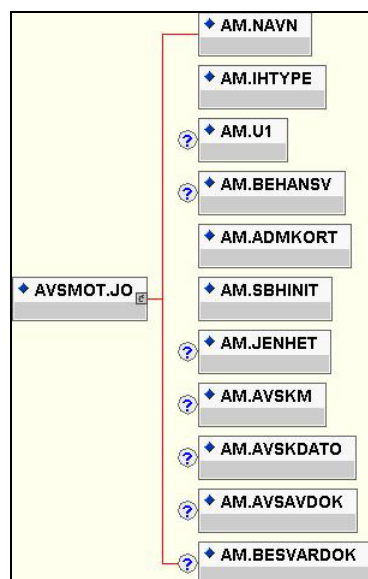 AM.NAVN
AM.IHTYPE
? AM.U1
? AM.BEHANSV
AM.ADMKORT
AVSMOT.JO
AM.SBHINIT
? AM.JENHET
? AM.AVSKM
? AM.AVSKDATO
? AM.AVSAVDOK
? AM.BESVARDOK